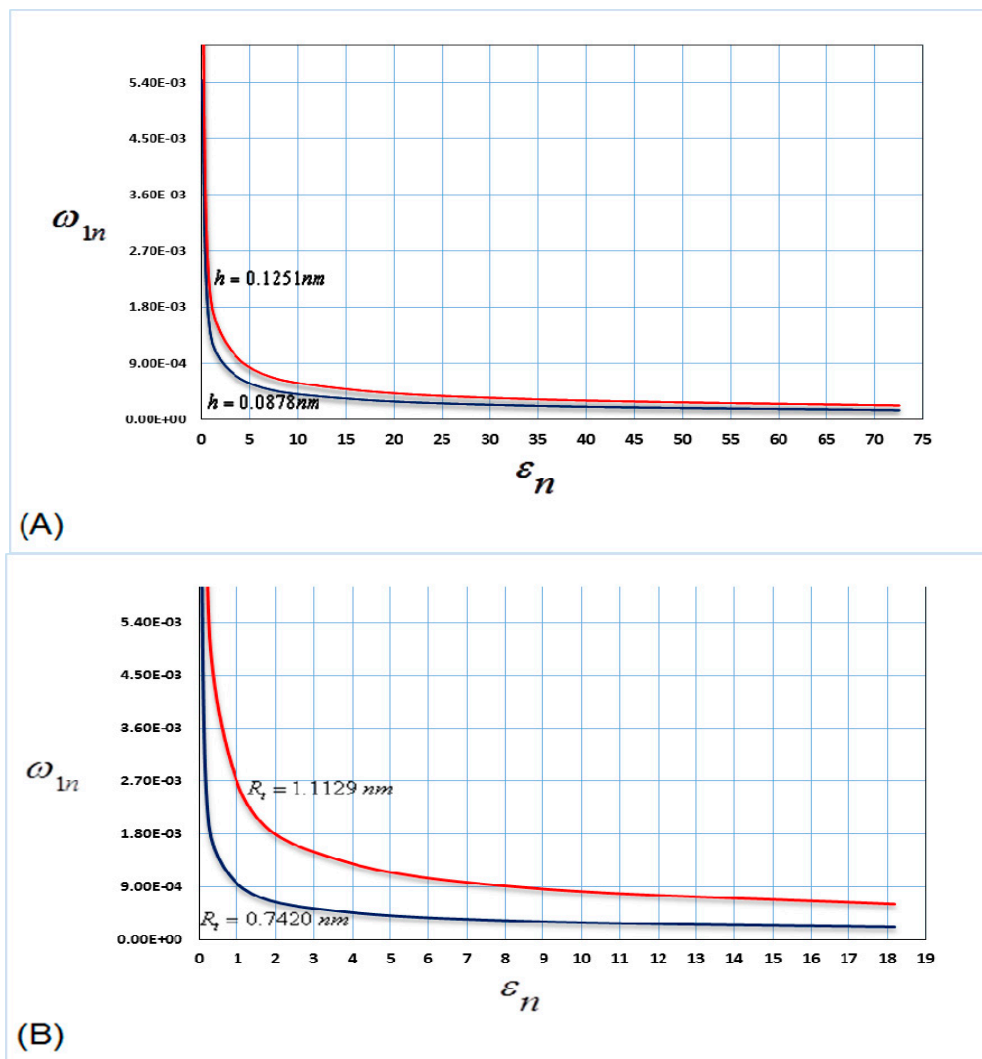 5.40E-03
4.50E-03
3.60E-03
ω1n
2.70E-03
h = 0.1251nm
1.80E-03
9.00E-04
h = 0.0878nm
0.00E+00
0 5 10 15 20 25 30 35 40 45 50 55 60 65 70 75
εn
(A)
5.40E-03
4.50E-03
3.60E-03
ω1n
2.70E-03
Rt = 1.1129 nm
1.80E-03
9.00E-04
Rt = 0.7420 nm
0.00E+00
0 1 2 3 4 5 6 7 8 9 10 11 12 13 14 15 16 17 18 19
εn
(B)